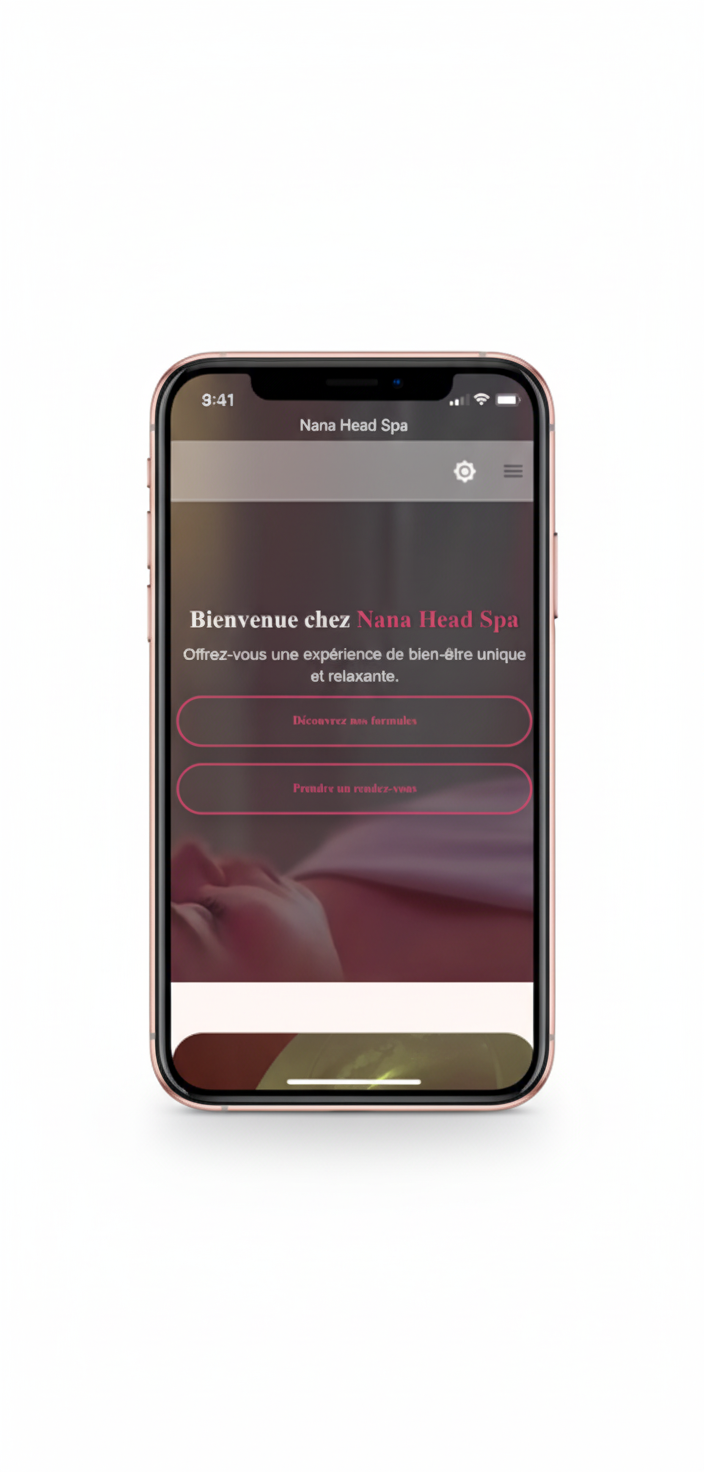 9:41
Nana Head Spa
Bienvenue chez Nana Head Spa
Offrez-vous une expérience de bien-être unique
et relaxante.
Découvrez nos formules
Prendre un rendez-vous